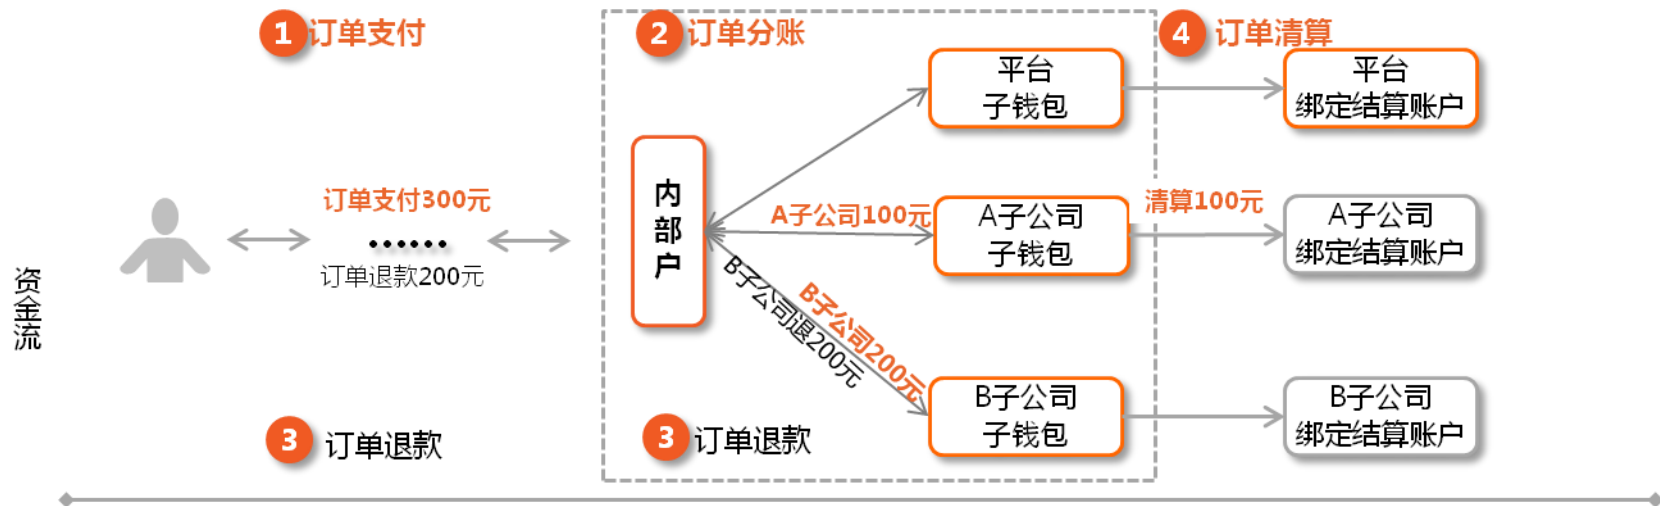 1 订单支付
2 订单分账
4 订单清算
平台
子钱包
平台
绑定结算账户
内
部
户
订单支付300元
······
订单退款200元
A子公司100元
A子公司
子钱包
清算100元
A子公司
绑定结算账户
资
金
流
B子公司200元
B子公司退200元
B子公司
子钱包
B子公司
绑定结算账户
3 订单退款
3 订单退款